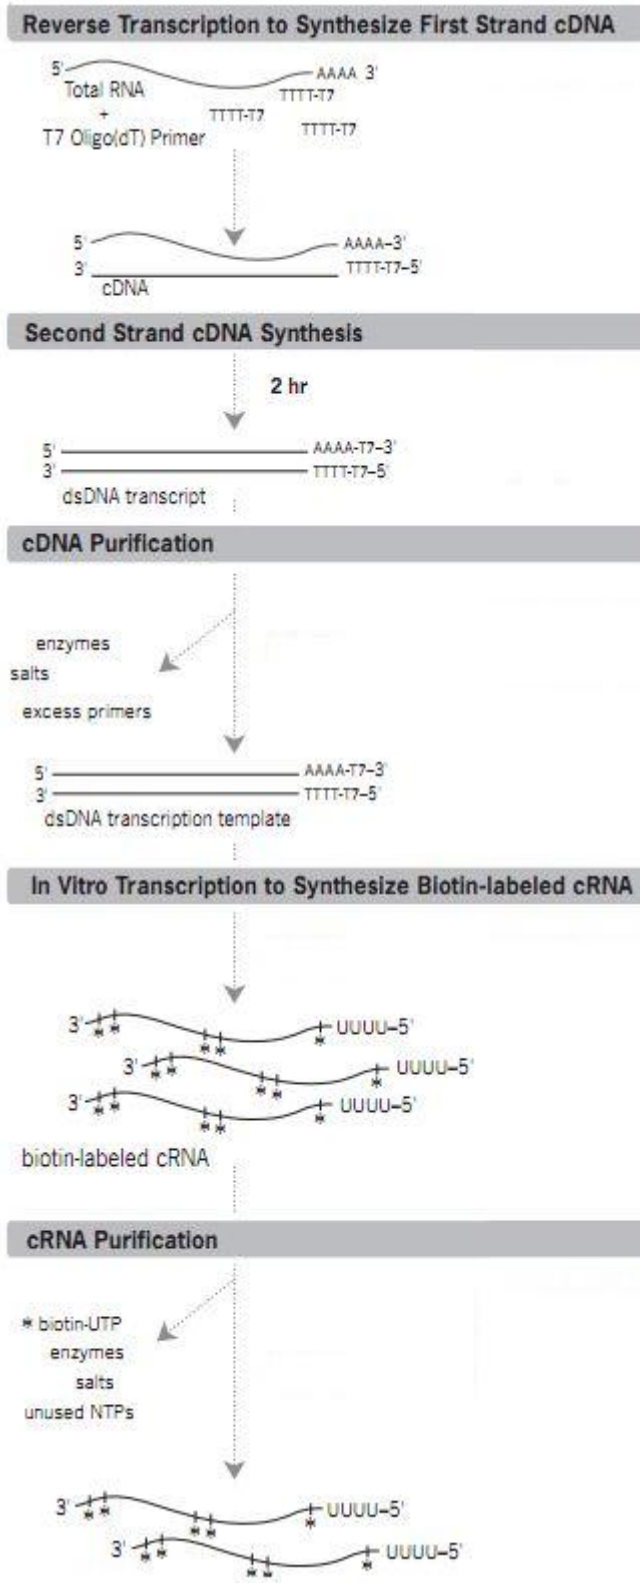 Reverse Transcription to Synthesize First Strand cDNA
5' AAAA 3'
Total RNA TTTT-T7
+ TTTT-T7
T7 Oligo(dT) Primer TTTT-T7
5' AAAA–3'
3' TTTT-T7–5'
cDNA
Second Strand cDNA Synthesis
2 hr
5' AAAA-T7–3'
3' TTTT-T7–5'
dsDNA transcript
cDNA Purification
enzymes
salts
excess primers
5' AAAA-T7–3'
3' TTTT-T7–5'
dsDNA transcription template
In Vitro Transcription to Synthesize Biotin-labeled cRNA
3' UUUU–5'
3' UUUU–5'
3' UUUU–5'
biotin-labeled cRNA
cRNA Purification
* biotin-UTP
enzymes
salts
unused NTPs
3' UUUU–5'
3' UUUU–5'